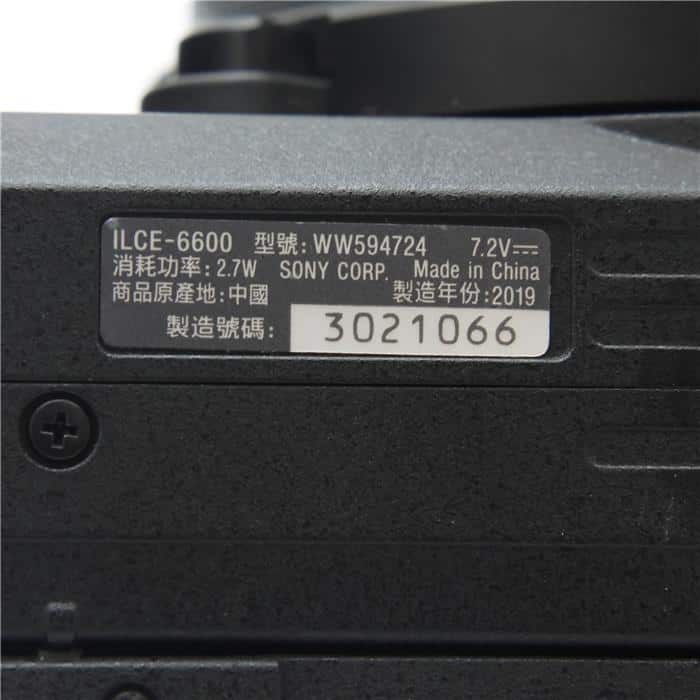 ILCE-6600 型號: WW594724 7.2V⎓
消耗功率: 2.7W SONY CORP. Made in China
商品原產地: 中國 製造年份: 2019
製造號碼: 3021066